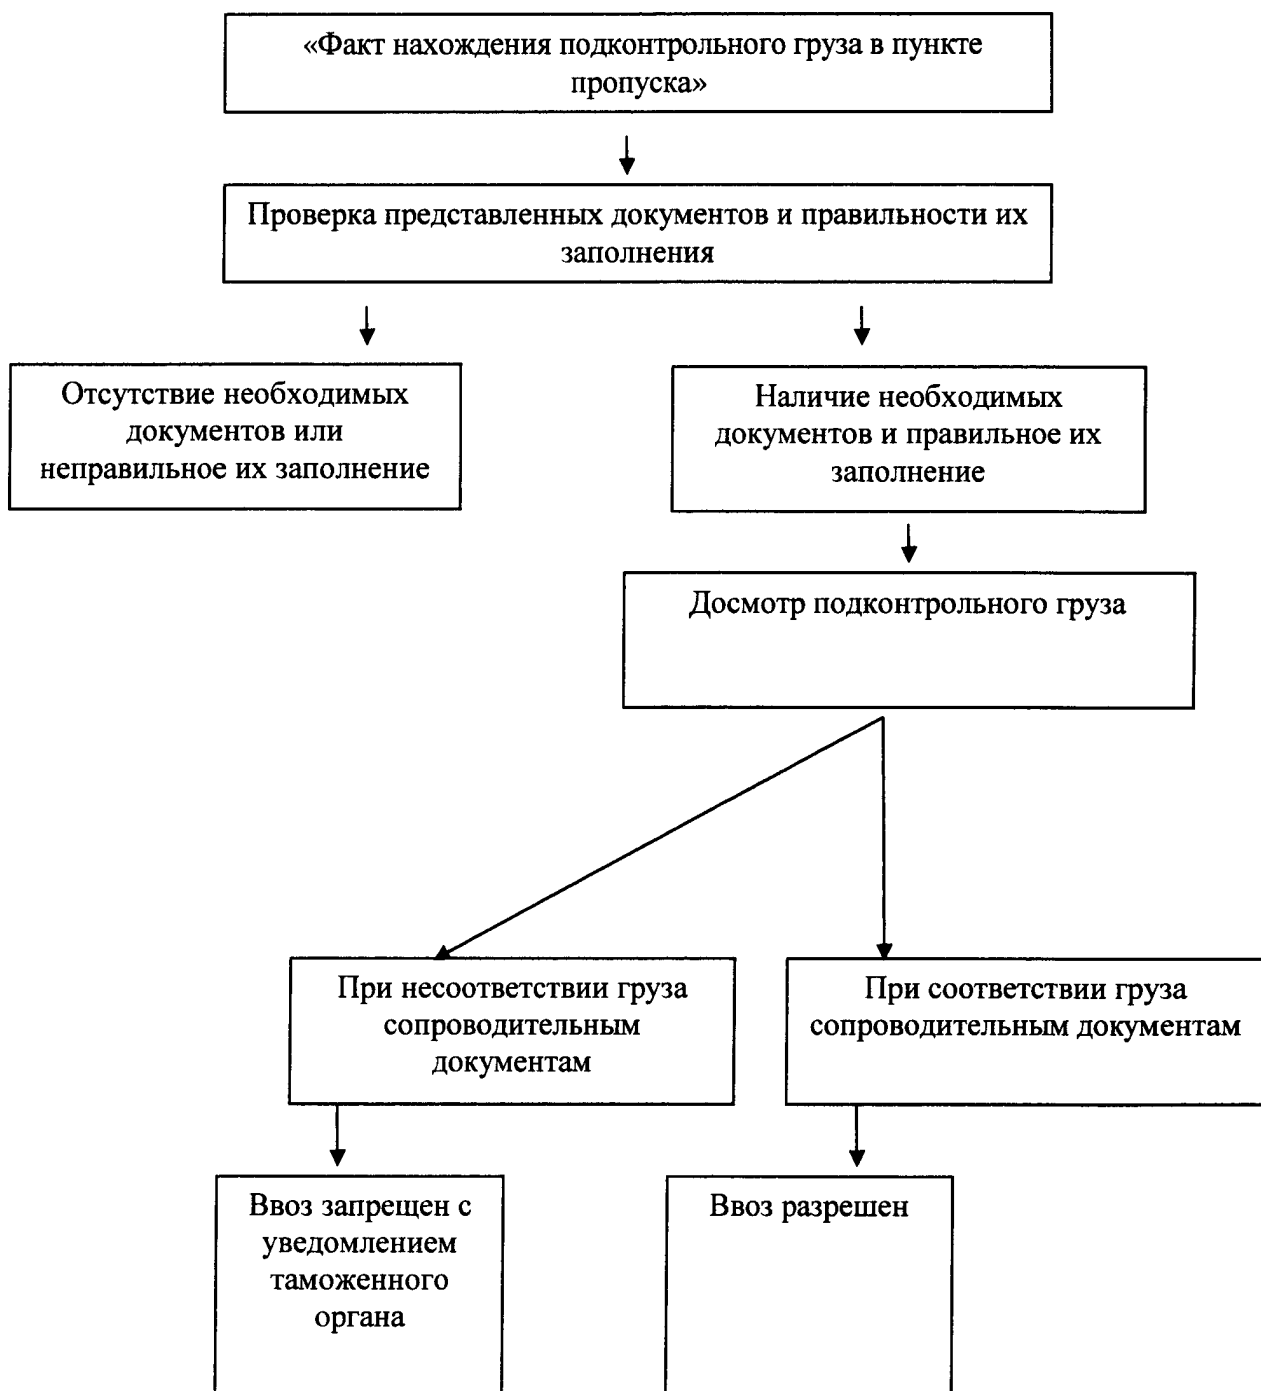 «Факт нахождения подконтрольного груза в пункте
пропуска»
Проверка представленных документов и правильности их
заполнения
Отсутствие необходимых
документов или
неправильное их заполнение
Наличие необходимых
документов и правильное их
заполнение
Досмотр подконтрольного груза
При несоответствии груза
сопроводительным
документам
При соответствии груза
сопроводительным документам
Ввоз запрещен с
уведомлением
таможенного
органа
Ввоз разрешен